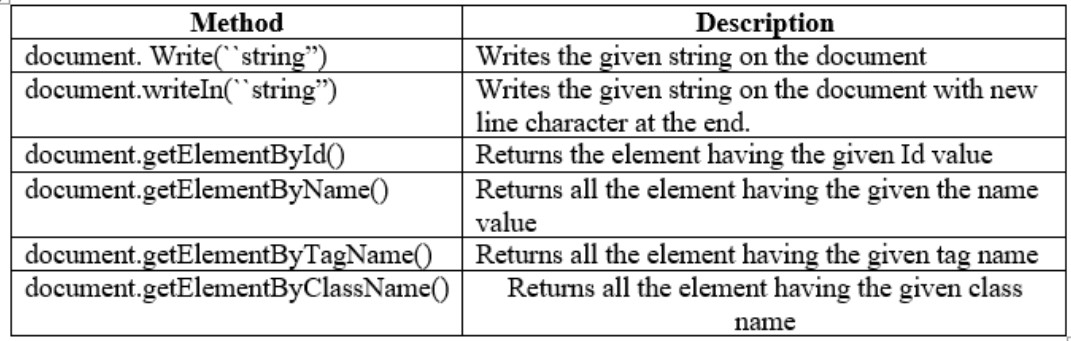 Method Description
document. Write(``string”) Writes the given string on the document
document.writeIn(``string”) Writes the given string on the document with new
line character at the end.
document.getElementById() Returns the element having the given Id value
document.getElementByName() Returns all the element having the given the name
value
document.getElementByTagName() Returns all the element having the given tag name
document.getElementByClassName() Returns all the element having the given class
name